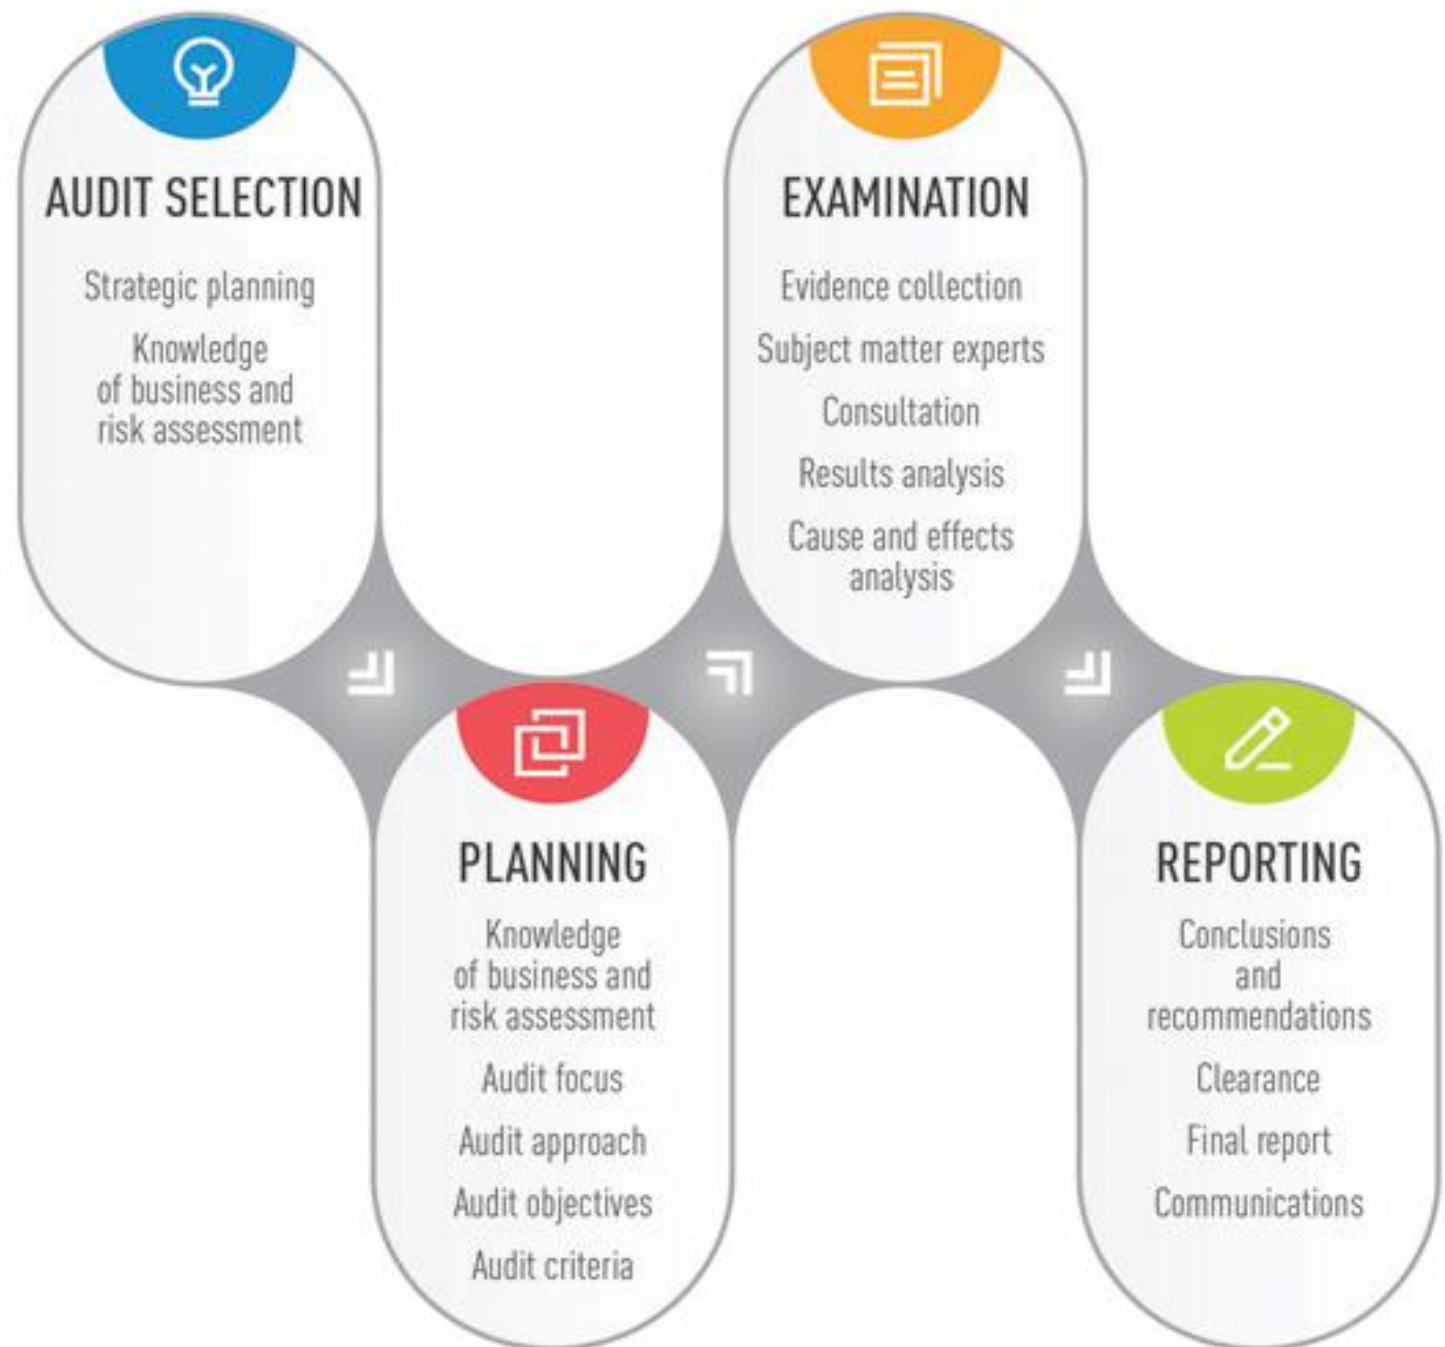 AUDIT SELECTION
Strategic planning
Knowledge
of business and
risk assessment
PLANNING
Knowledge
of business and
risk assessment
Audit focus
Audit approach
Audit objectives
Audit criteria
EXAMINATION
Evidence collection
Subject matter experts
Consultation
Results analysis
Cause and effects
analysis
REPORTING
Conclusions
and
recommendations
Clearance
Final report
Communications